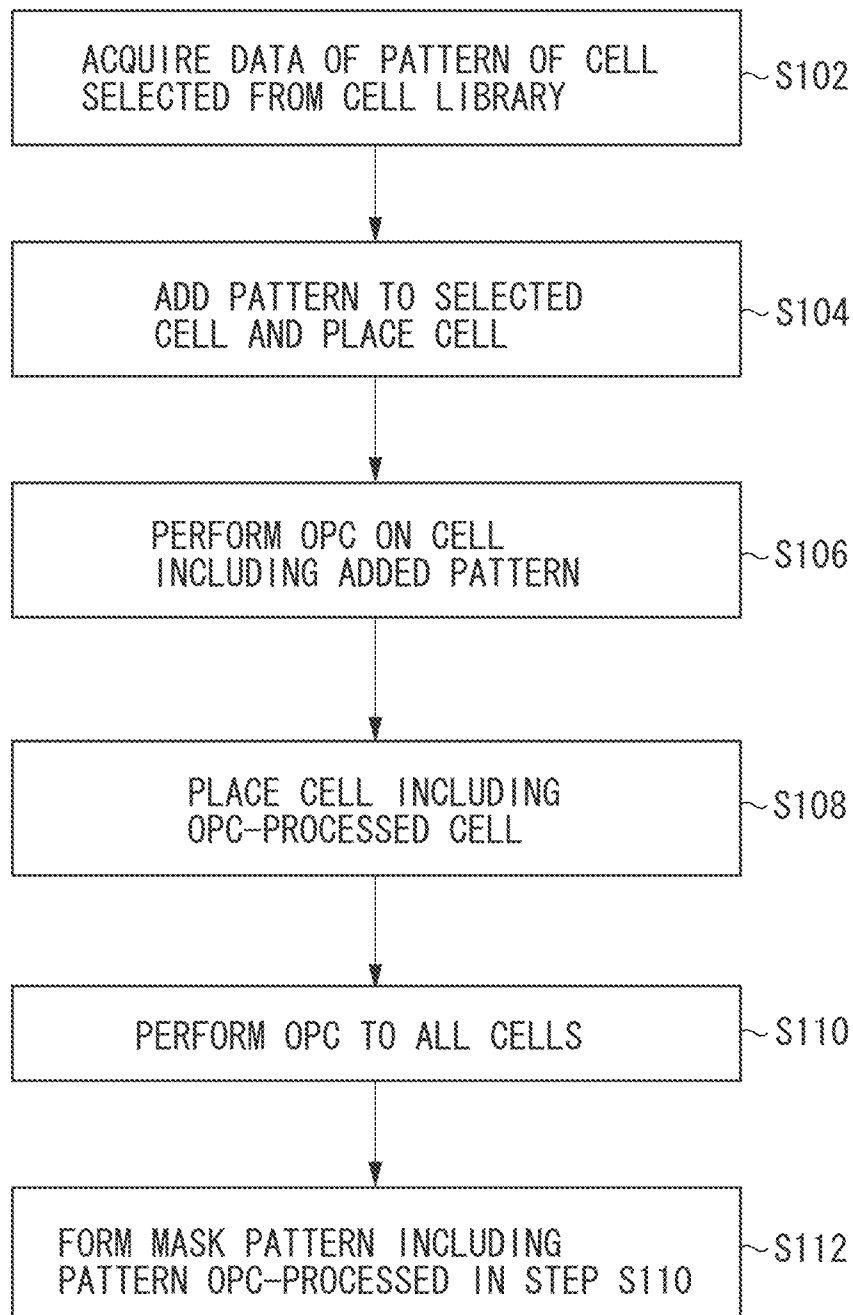 ACQUIRE DATA OF PATTERN OF CELL
SELECTED FROM CELL LIBRARY
S102
ADD PATTERN TO SELECTED
CELL AND PLACE CELL
S104
PERFORM OPC ON CELL
INCLUDING ADDED PATTERN
S106
PLACE CELL INCLUDING
OPC-PROCESSED CELL
S108
PERFORM OPC TO ALL CELLS
S110
FORM MASK PATTERN INCLUDING
PATTERN OPC-PROCESSED IN STEP S110
S112